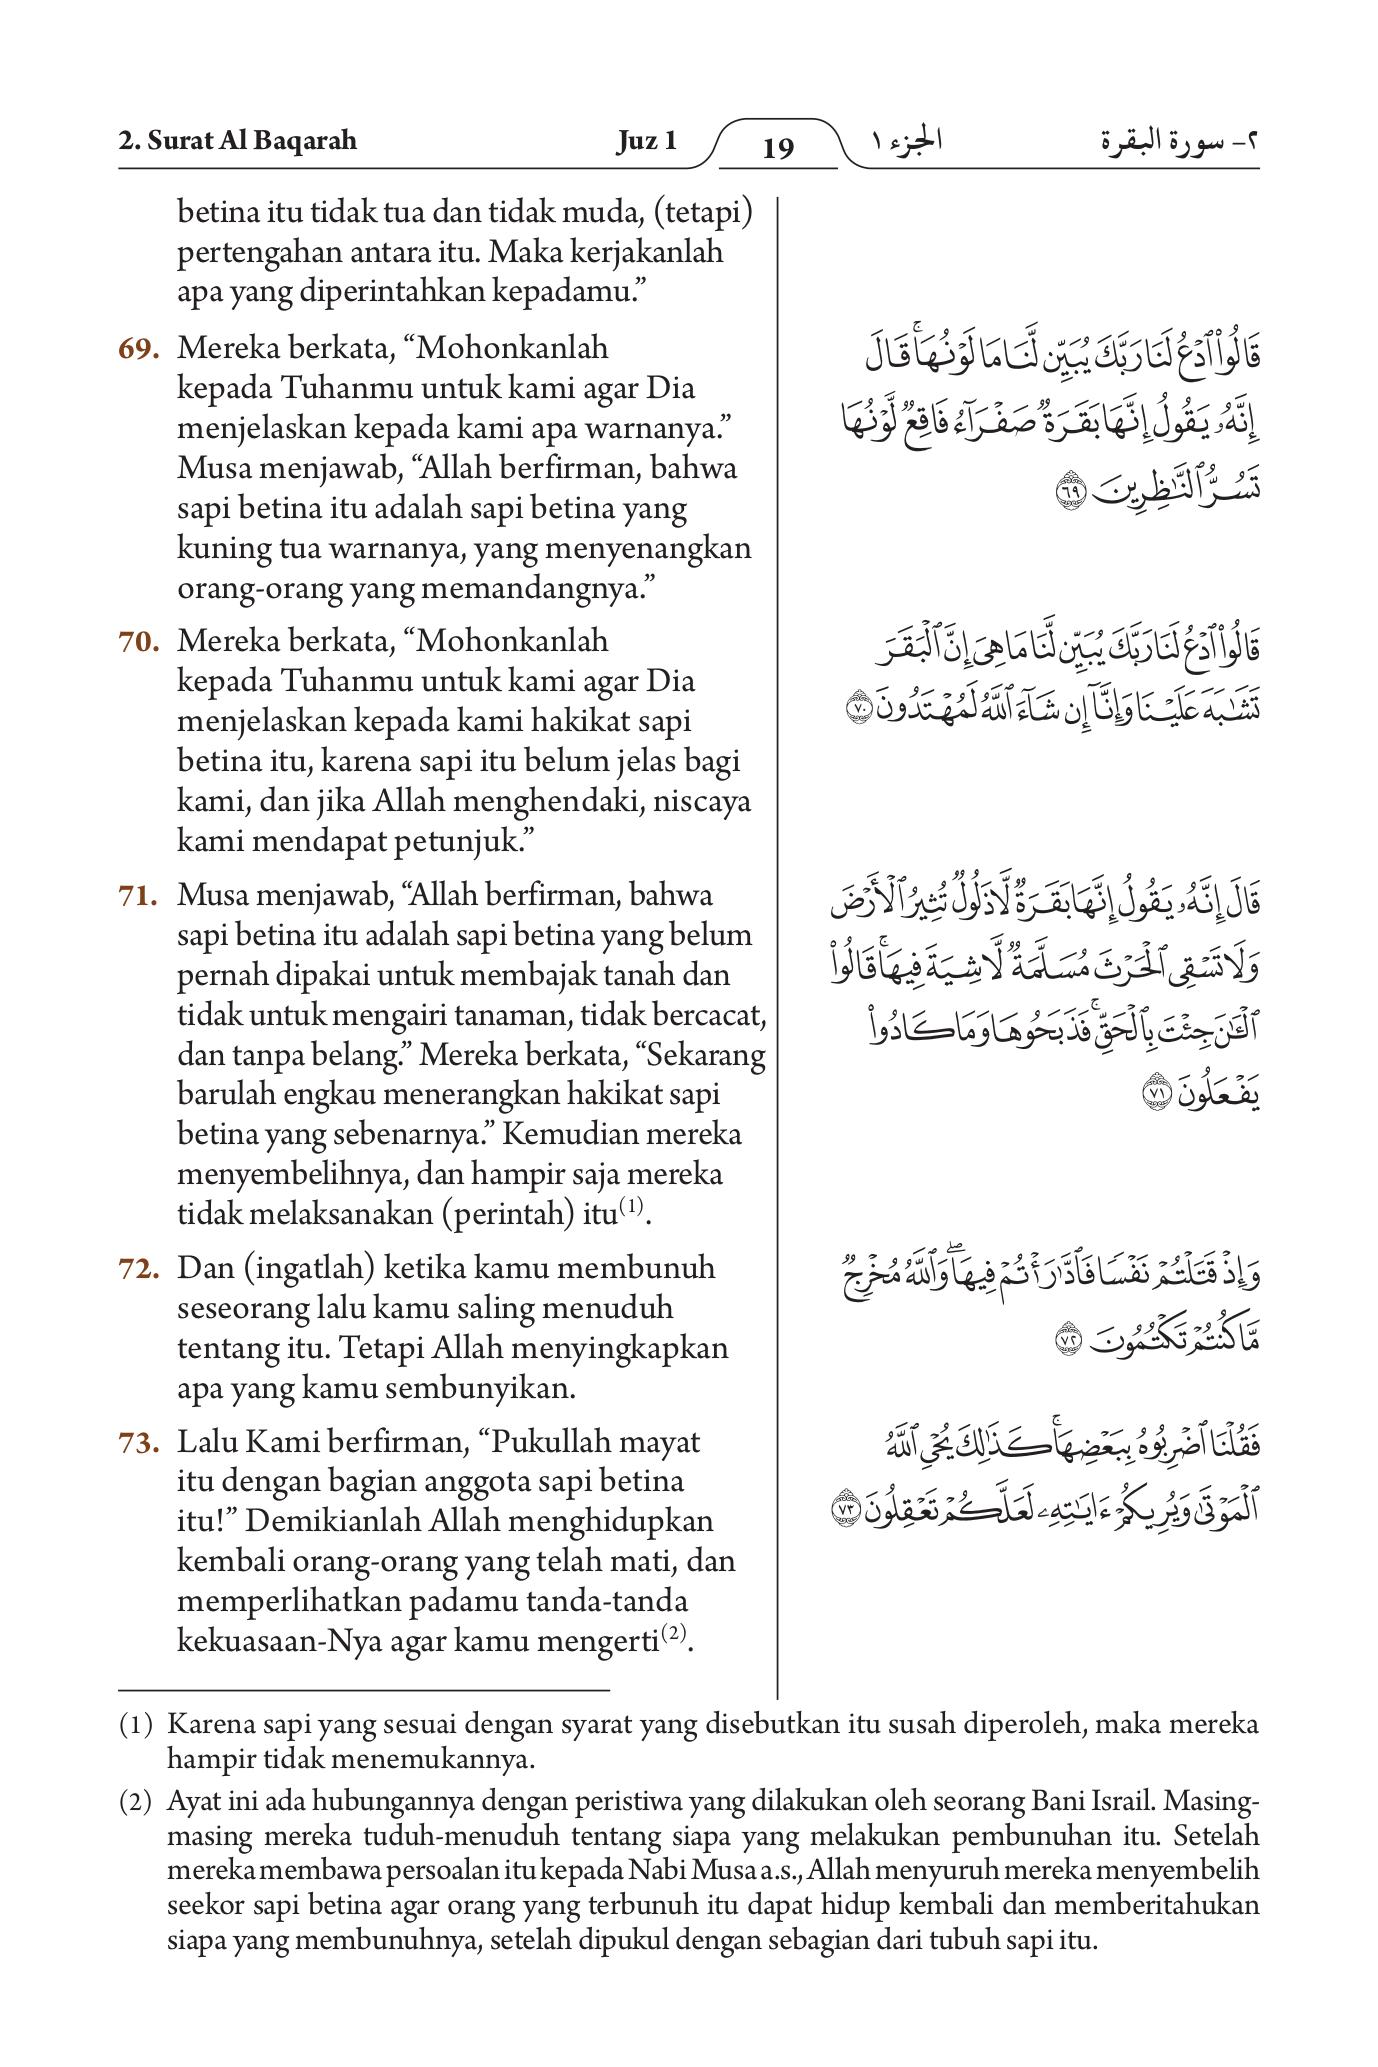 2. Surat Al Baqarah
Juz 1
19
الجزء ١
٢- سورة البقرة
betina itu tidak tua dan tidak muda, (tetapi)
pertengahan antara itu. Maka kerjakanlah
apa yang diperintahkan kepadamu.”
69. Mereka berkata, “Mohonkanlah
kepada Tuhanmu untuk kami agar Dia
menjelaskan kepada kami apa warnanya.”
Musa menjawab, “Allah berfirman, bahwa
sapi betina itu adalah sapi betina yang
kuning tua warnanya, yang menyenangkan
orang-orang yang memandangnya.”
70. Mereka berkata, “Mohonkanlah
kepada Tuhanmu untuk kami agar Dia
menjelaskan kepada kami hakikat sapi
betina itu, karena sapi itu belum jelas bagi
kami, dan jika Allah menghendaki, niscaya
kami mendapat petunjuk.”
71. Musa menjawab, “Allah berfirman, bahwa
sapi betina itu adalah sapi betina yang belum
pernah dipakai untuk membajak tanah dan
tidak untuk mengairi tanaman, tidak bercacat,
dan tanpa belang.” Mereka berkata, “Sekarang
barulah engkau menerangkan hakikat sapi
betina yang sebenarnya.” Kemudian mereka
menyembelihnya, dan hampir saja mereka
tidak melaksanakan (perintah) itu(1).
72. Dan (ingatlah) ketika kamu membunuh
seseorang lalu kamu saling menuduh
tentang itu. Tetapi Allah menyingkapkan
apa yang kamu sembunyikan.
73. Lalu Kami berfirman, “Pukullah mayat
itu dengan bagian anggota sapi betina
itu!” Demikianlah Allah menghidupkan
kembali orang-orang yang telah mati, dan
memperlihatkan padamu tanda-tanda
kekuasaan-Nya agar kamu mengerti(2).
قَالُواْ ٱدۡعُ لَنَا رَبَّكَ يُبَيِّن لَّنَا مَا لَوۡنُهَاۚ قَالَ
إِنَّهُۥ يَقُولُ إِنَّهَا بَقَرَةٞ صَفۡرَآءُ فَاقِعٞ لَّوۡنُهَا
تَسُرُّ ٱلنَّٰظِرِينَ ٦٩
قَالُواْ ٱدۡعُ لَنَا رَبَّكَ يُبَيِّن لَّنَا مَا هِيَ إِنَّ ٱلۡبَقَرَ
تَشَٰبَهَ عَلَيۡنَا وَإِنَّآ إِن شَآءَ ٱللَّهُ لَمُهۡتَدُونَ ٧٠
قَالَ إِنَّهُۥ يَقُولُ إِنَّهَا بَقَرَةٞ لَّا ذَلُولٞ تُثِيرُ ٱلۡأَرۡضَ
وَلَا تَسۡقِي ٱلۡحَرۡثَ مُسَلَّمَةٞ لَّا شِيَةَ فِيهَاۚ قَالُواْ
ٱلۡـَٰٔنَ جِئۡتَ بِٱلۡحَقِّۚ فَذَبَحُوهَا وَمَا كَادُواْ
يَفۡعَلُونَ ٧١
وَإِذۡ قَتَلۡتُمۡ نَفۡسٗا فَٱدَّٰرَٰٔتُمۡ فِيهَاۖ وَٱللَّهُ مُخۡرِجٞ
مَّا كُنتُمۡ تَكۡتُمُونَ ٧٢
فَقُلۡنَا ٱضۡرِبُوهُ بِبَعۡضِهَاۚ كَذَٰلِكَ يُحۡيِ ٱللَّهُ
ٱلۡمَوۡتَىٰ وَيُرِيكُمۡ ءَايَٰتِهِۦ لَعَلَّكُمۡ تَعۡقِلُونَ ٧٣
(1) Karena sapi yang sesuai dengan syarat yang disebutkan itu susah diperoleh, maka mereka
hampir tidak menemukannya.
(2) Ayat ini ada hubungannya dengan peristiwa yang dilakukan oleh seorang Bani Israil. Masing-
masing mereka tuduh-menuduh tentang siapa yang melakukan pembunuhan itu. Setelah
mereka membawa persoalan itu kepada Nabi Musa a.s., Allah menyuruh mereka menyembelih
seekor sapi betina agar orang yang terbunuh itu dapat hidup kembali dan memberitahukan
siapa yang membunuhnya, setelah dipukul dengan sebagian dari tubuh sapi itu.